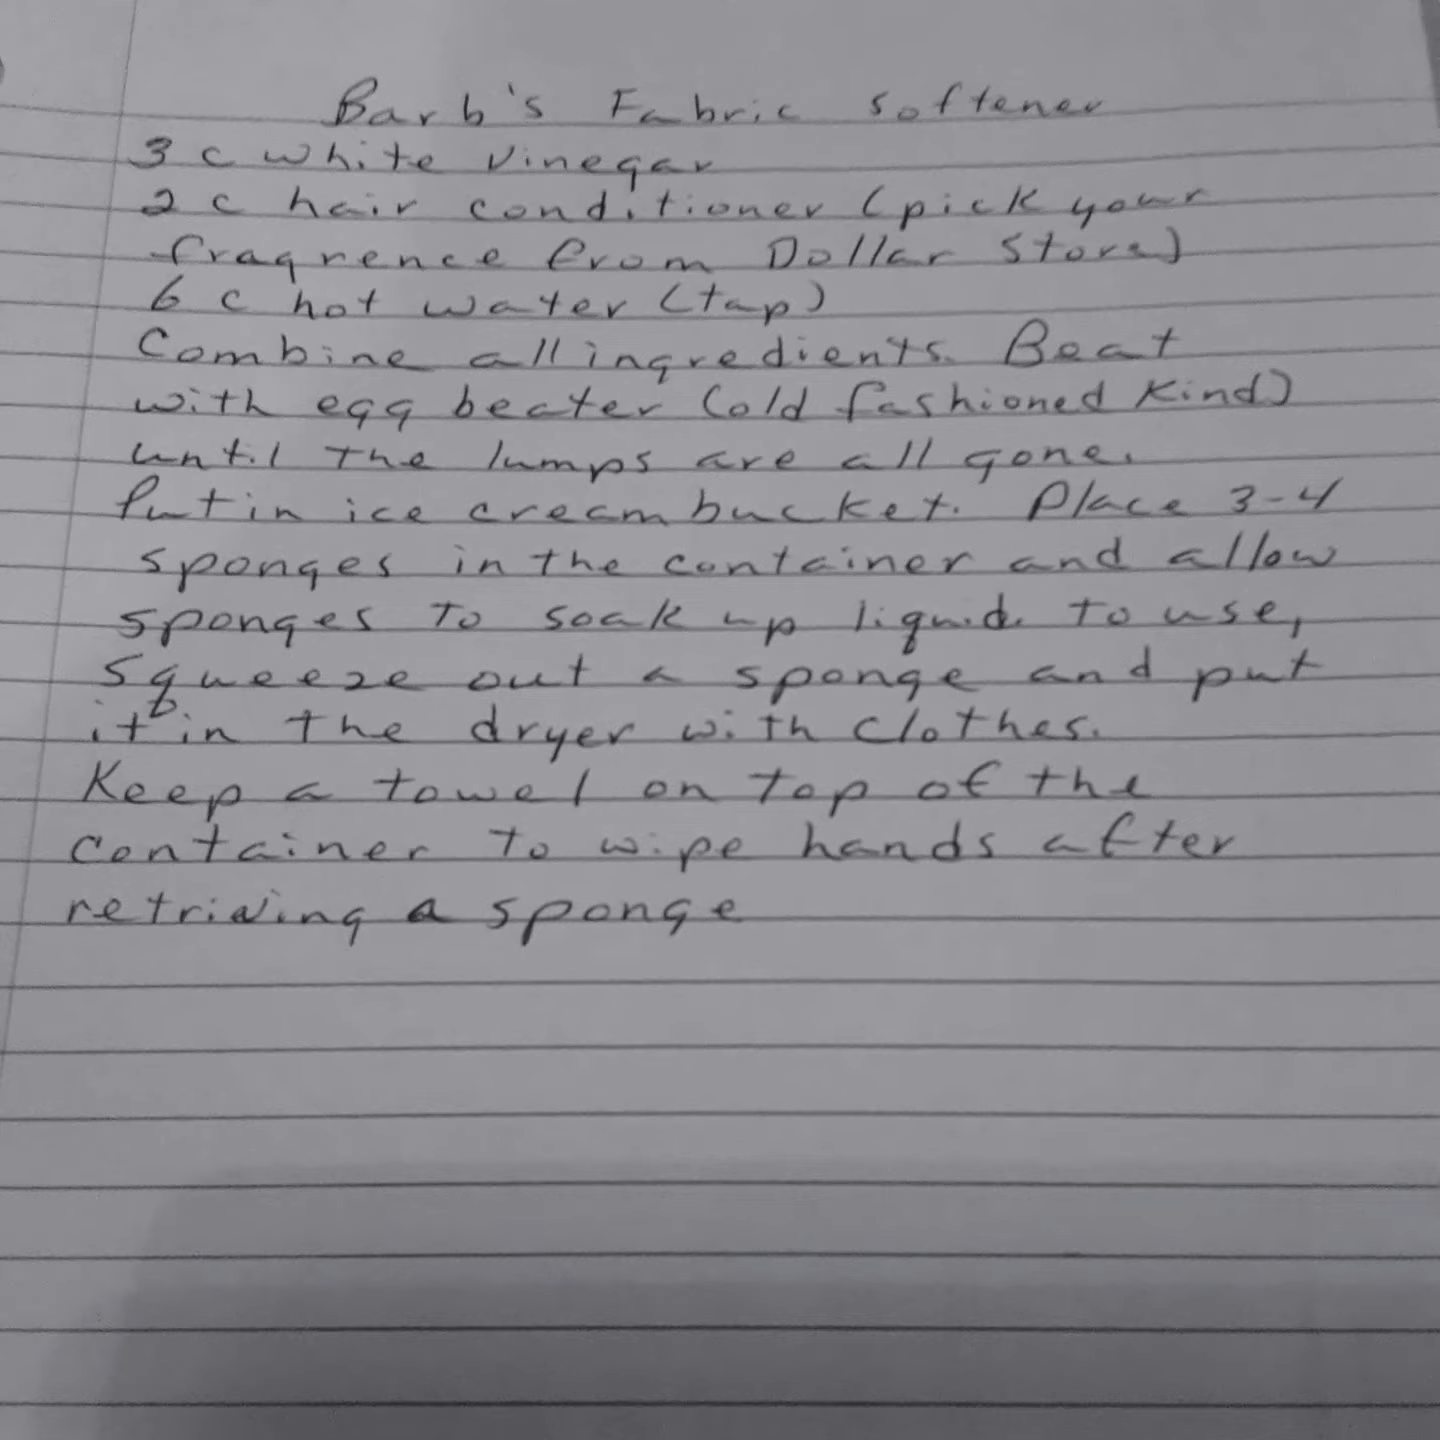 Barb's Fabric Softener
3 c white vinegar
2 c hair conditioner (pick your
fragrence from Dollar Store)
6 c hot water (tap)
Combine all ingredients. Beat
with egg beater (old fashioned kind)
until the lumps are all gone.
Put in ice cream bucket. Place 3-4
sponges in the container and allow
sponges to soak up liquid. To use,
squeeze out a sponge and put
it in the dryer with clothes.
Keep a towel on top of the
container to wipe hands after
retriving a sponge